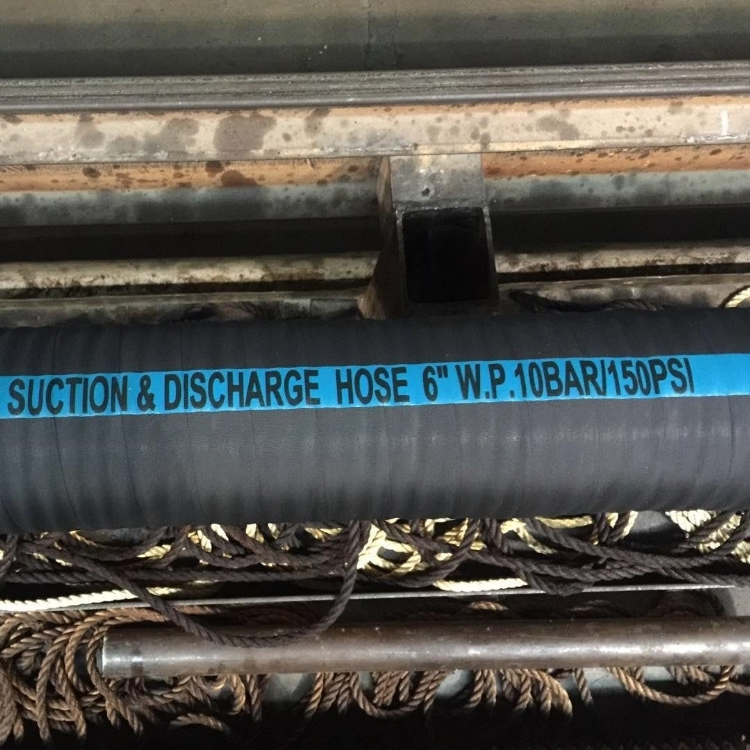 SUCTION & DISCHARGE HOSE 6" W.P.10BAR/150PSI